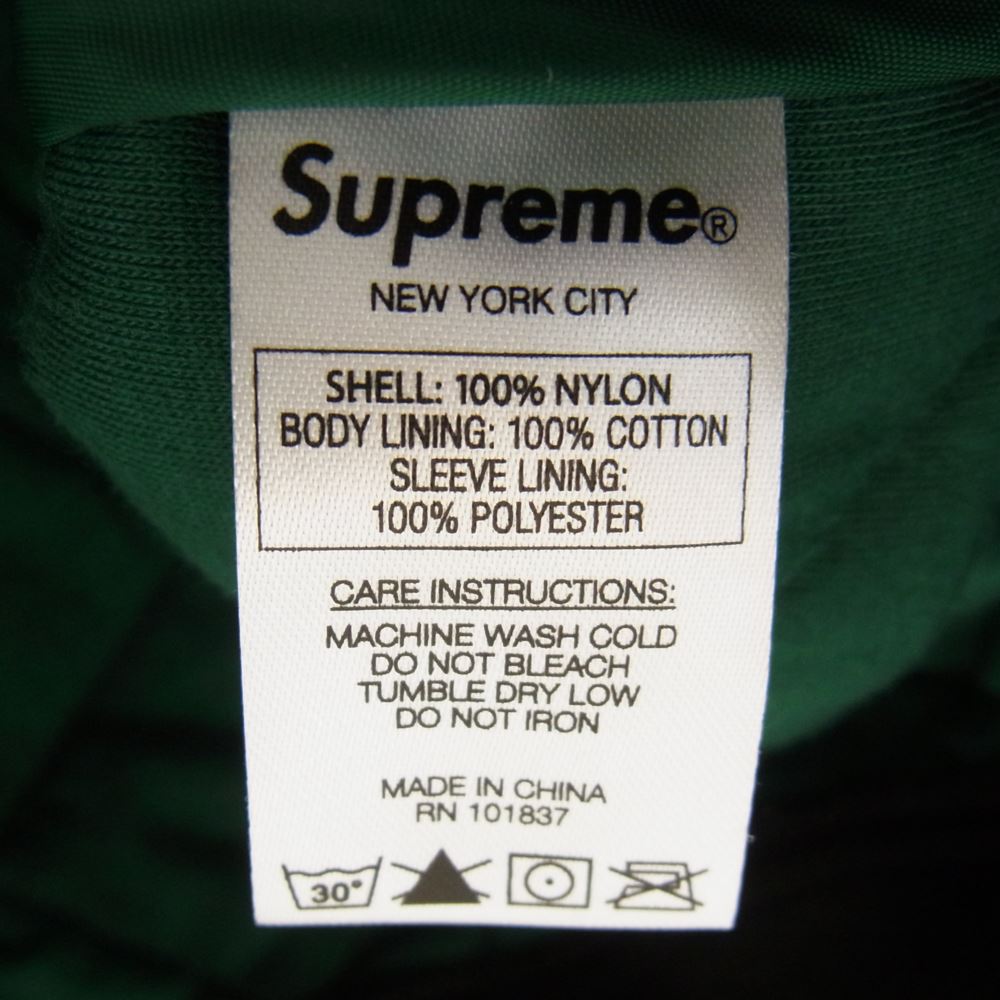 Supreme®
NEW YORK CITY
SHELL: 100% NYLON
BODY LINING: 100% COTTON
SLEEVE LINING:
100% POLYESTER
CARE INSTRUCTIONS:
MACHINE WASH COLD
DO NOT BLEACH
TUMBLE DRY LOW
DO NOT IRON
MADE IN CHINA
RN 101837
30°